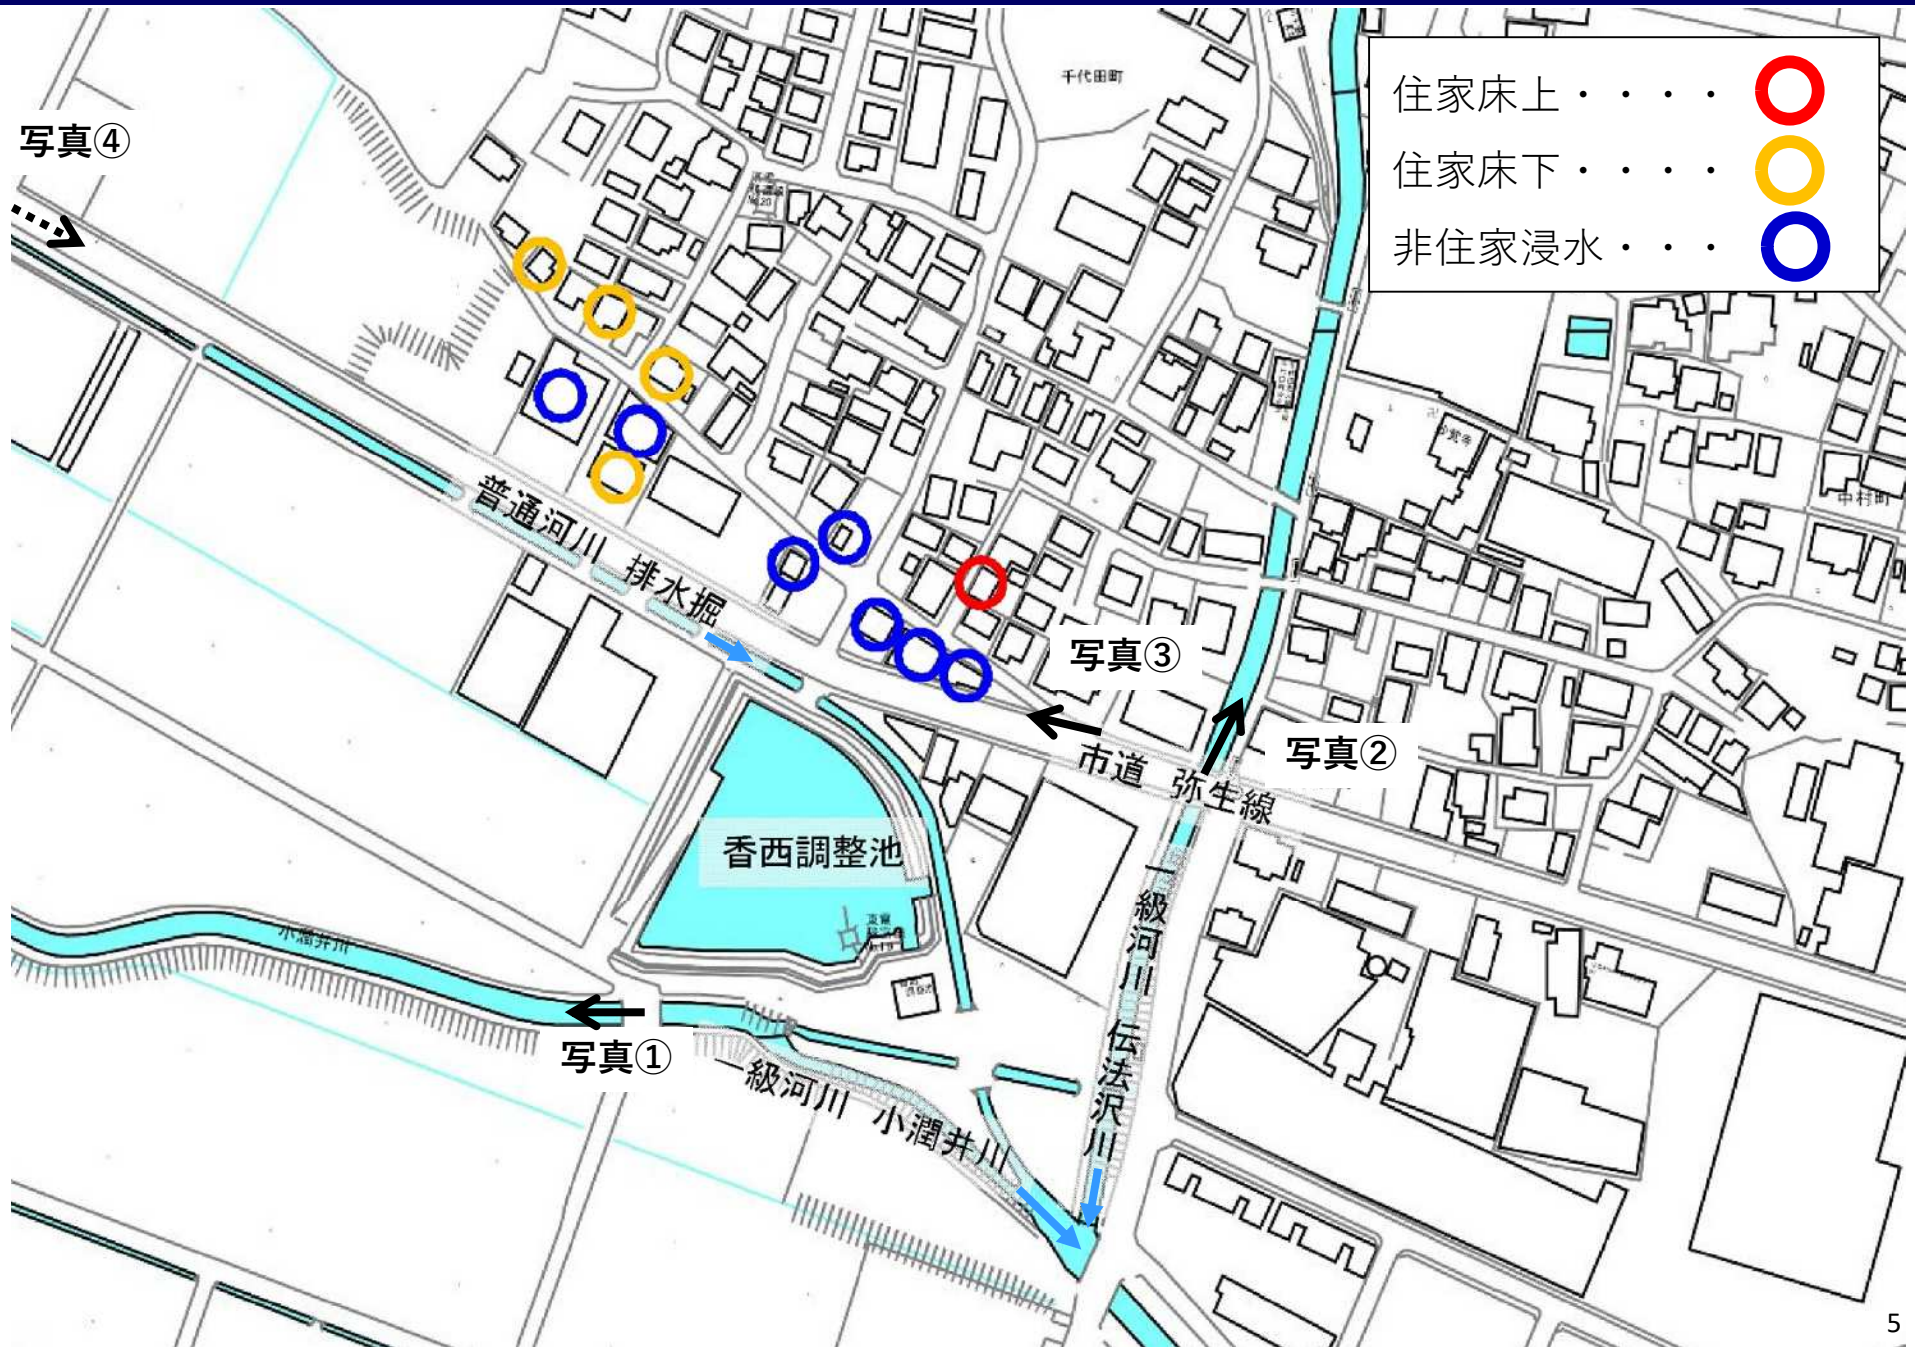 住家床上・・・・
住家床下・・・・
非住家浸水・・・
千代田町
写真④
中村町
普通河川 排水掘
写真③
写真②
市道 弥生線
香西調整池
小潤井川
写真①
一級河川 小潤井川
一級河川 伝法沢川
5